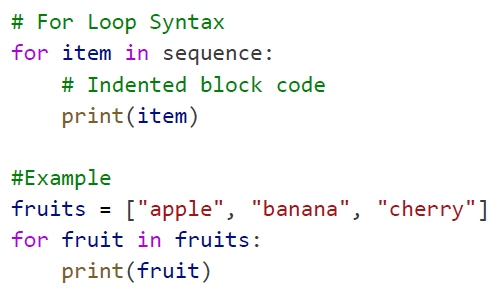 # For Loop Syntax
for item in sequence:
    # Indented block code
    print(item)

#Example
fruits = ["apple", "banana", "cherry"]
for fruit in fruits:
    print(fruit)